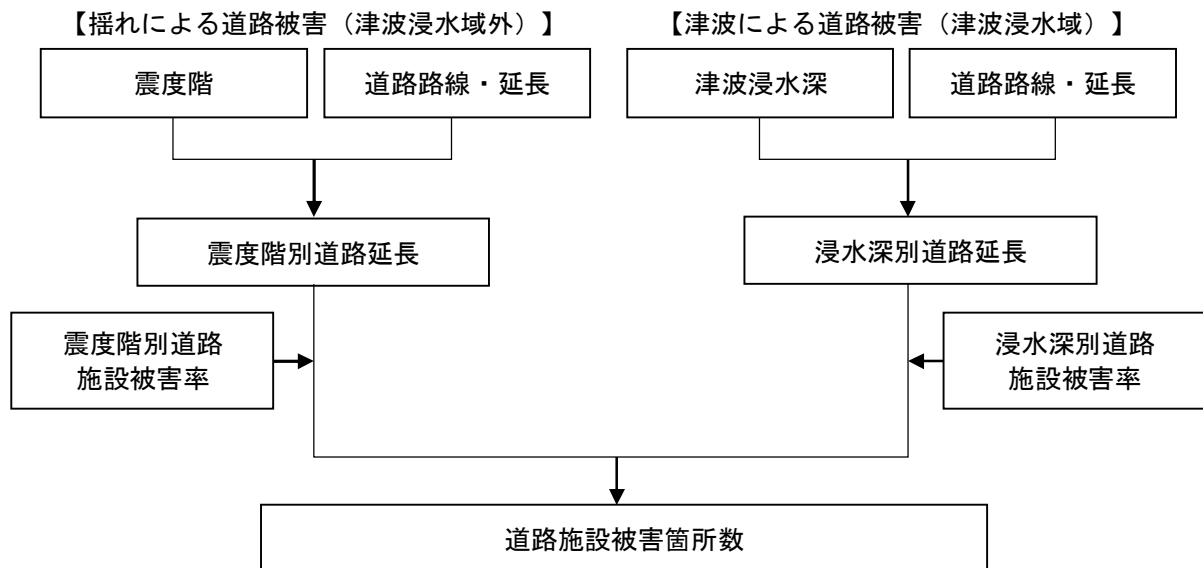 【揺れによる道路被害（津波浸水域外）】
【津波による道路被害（津波浸水域）】
震度階
道路路線・延長
津波浸水深
道路路線・延長
震度階別道路延長
浸水深別道路延長
震度階別道路
施設被害率
浸水深別道路
施設被害率
道路施設被害箇所数